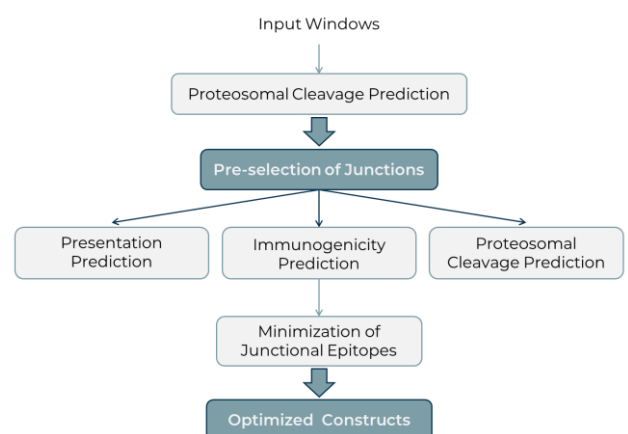 Input Windows
Proteosomal Cleavage Prediction
Pre-selection of Junctions
Presentation
Prediction
Immunogenicity
Prediction
Proteosomal
Cleavage Prediction
Minimization of
Junctional Epitopes
Optimized Constructs